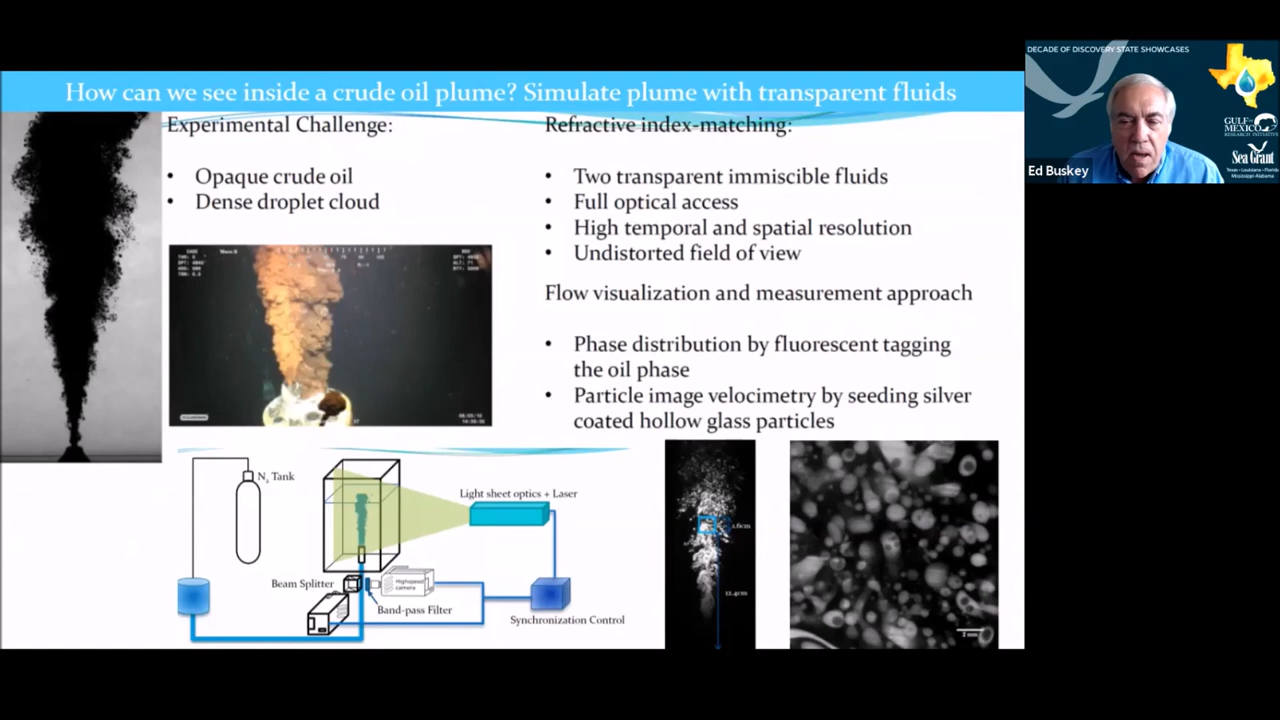 How can we see inside a crude oil plume? Simulate plume with transparent fluids
Experimental Challenge:
• Opaque crude oil
• Dense droplet cloud
Refractive index-matching:
• Two transparent immiscible fluids
• Full optical access
• High temporal and spatial resolution
• Undistorted field of view
Flow visualization and measurement approach
• Phase distribution by fluorescent tagging
the oil phase
• Particle image velocimetry by seeding silver
coated hollow glass particles
N₂ Tank
Light sheet optics + Laser
Beam Splitter
Highspeed
camera
Band-pass Filter
Synchronization Control
12.4cm
2 mm
DECADE OF DISCOVERY STATE SHOWCASES
GULF of
MEXICO
RESEARCH INITIATIVE
Sea Grant
Texas • Louisiana • Florida
Mississippi-Alabama
Ed Buskey